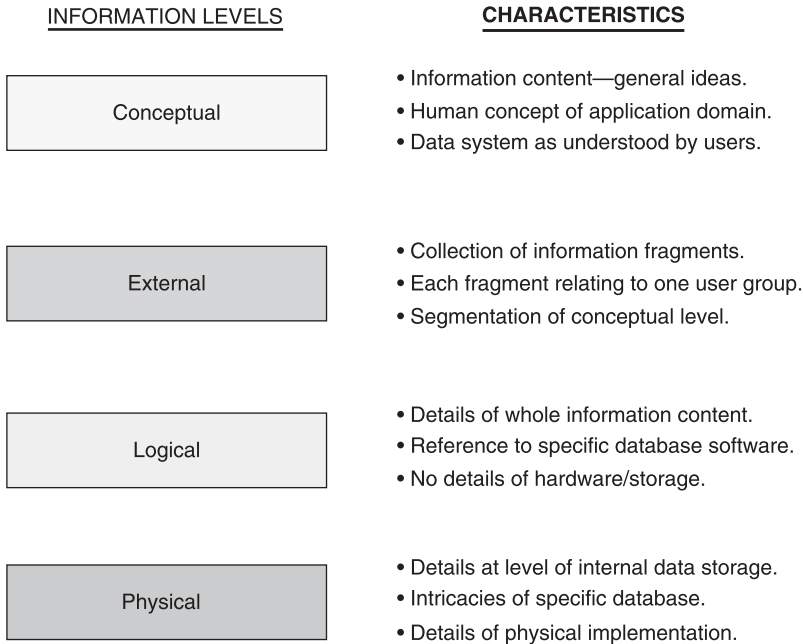 INFORMATION LEVELS
CHARACTERISTICS
Conceptual
• Information content—general ideas.
• Human concept of application domain.
• Data system as understood by users.
External
• Collection of information fragments.
• Each fragment relating to one user group.
• Segmentation of conceptual level.
Logical
• Details of whole information content.
• Reference to specific database software.
• No details of hardware/storage.
Physical
• Details at level of internal data storage.
• Intricacies of specific database.
• Details of physical implementation.